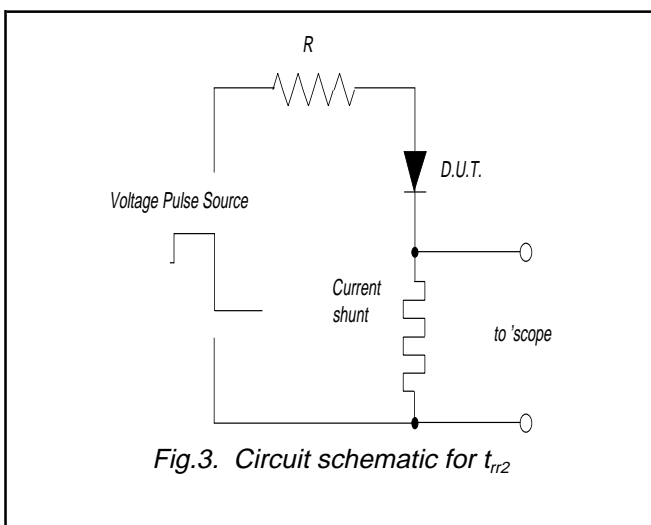 R
D.U.T.
Voltage Pulse Source
Current
shunt
to 'scope
Fig.3. Circuit schematic for trr2